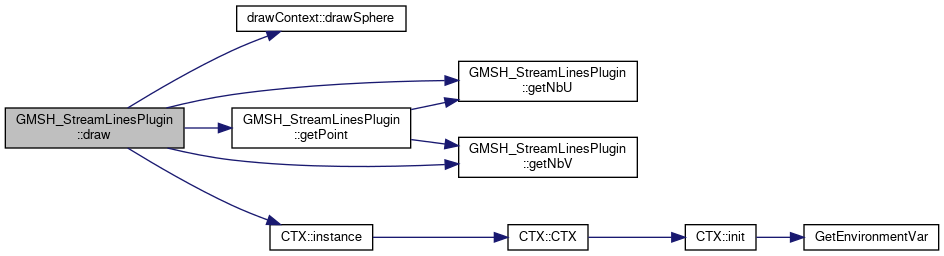 drawContext::drawSphere
GMSH_StreamLinesPlugin
::getNbU
GMSH_StreamLinesPlugin
::draw
GMSH_StreamLinesPlugin
::getPoint
GMSH_StreamLinesPlugin
::getNbV
CTX::instance
CTX::CTX
CTX::init
GetEnvironmentVar